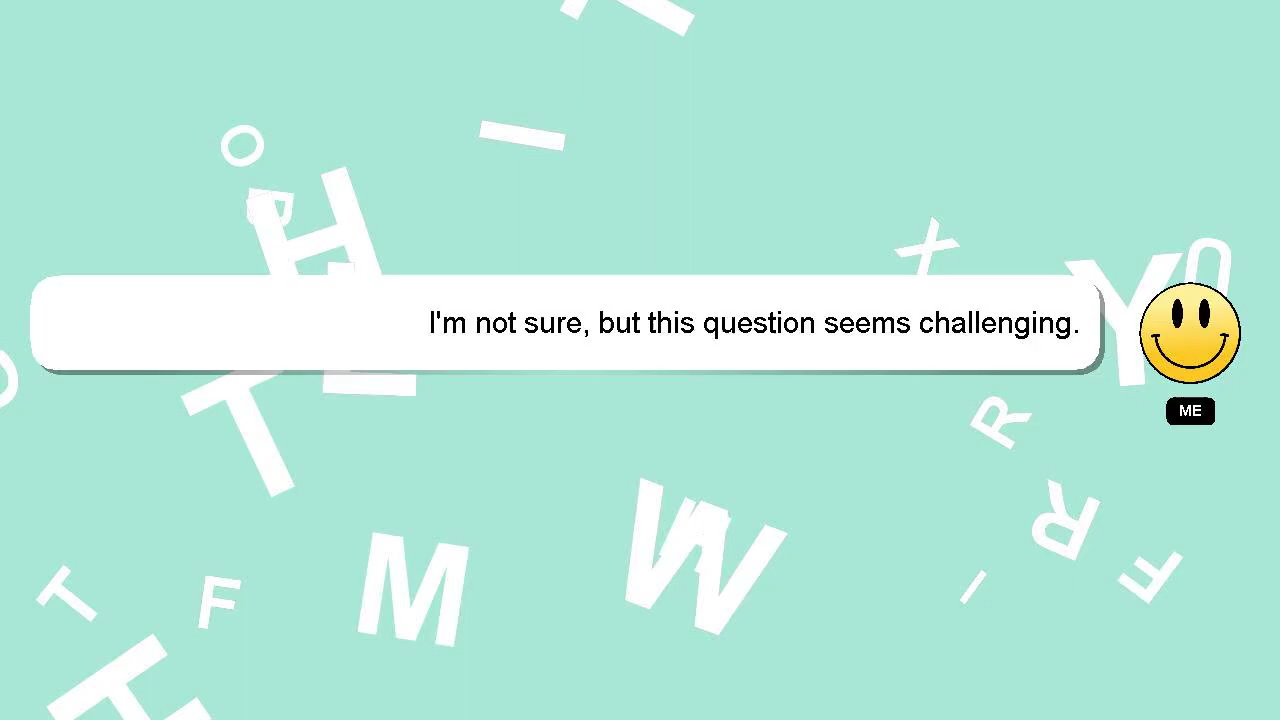 O
I
H
X
Y
O
I'm not sure, but this question seems challenging.
ME
T
R
W
R
M
F
T
F
I
H